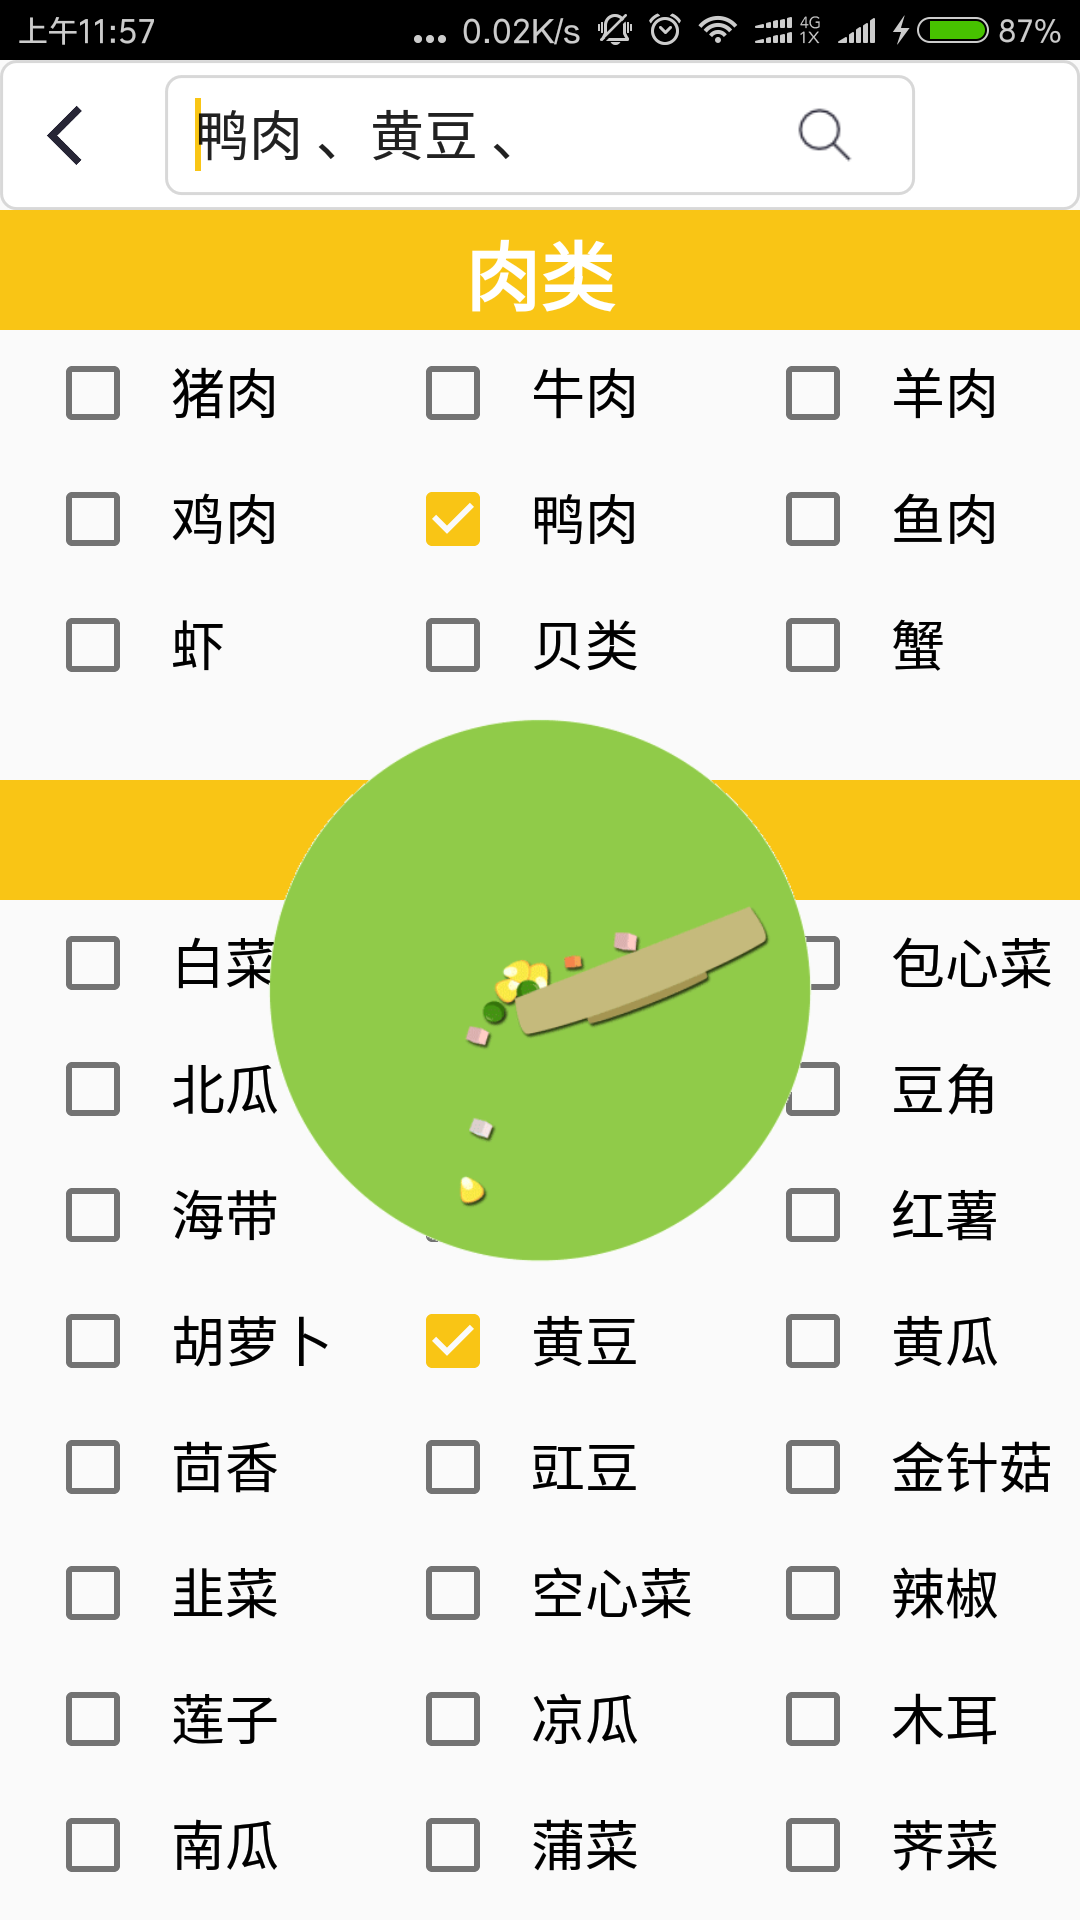 上午11:57 ... 0.02K/s 4G 1X 87%
鸭肉 、黄豆 、
肉类
猪肉 牛肉 羊肉
鸡肉 鸭肉 鱼肉
虾 贝类 蟹
白菜 包心菜
北瓜 豆角
海带 红薯
胡萝卜 黄豆 黄瓜
茴香 豇豆 金针菇
韭菜 空心菜 辣椒
莲子 凉瓜 木耳
南瓜 蒲菜 荠菜